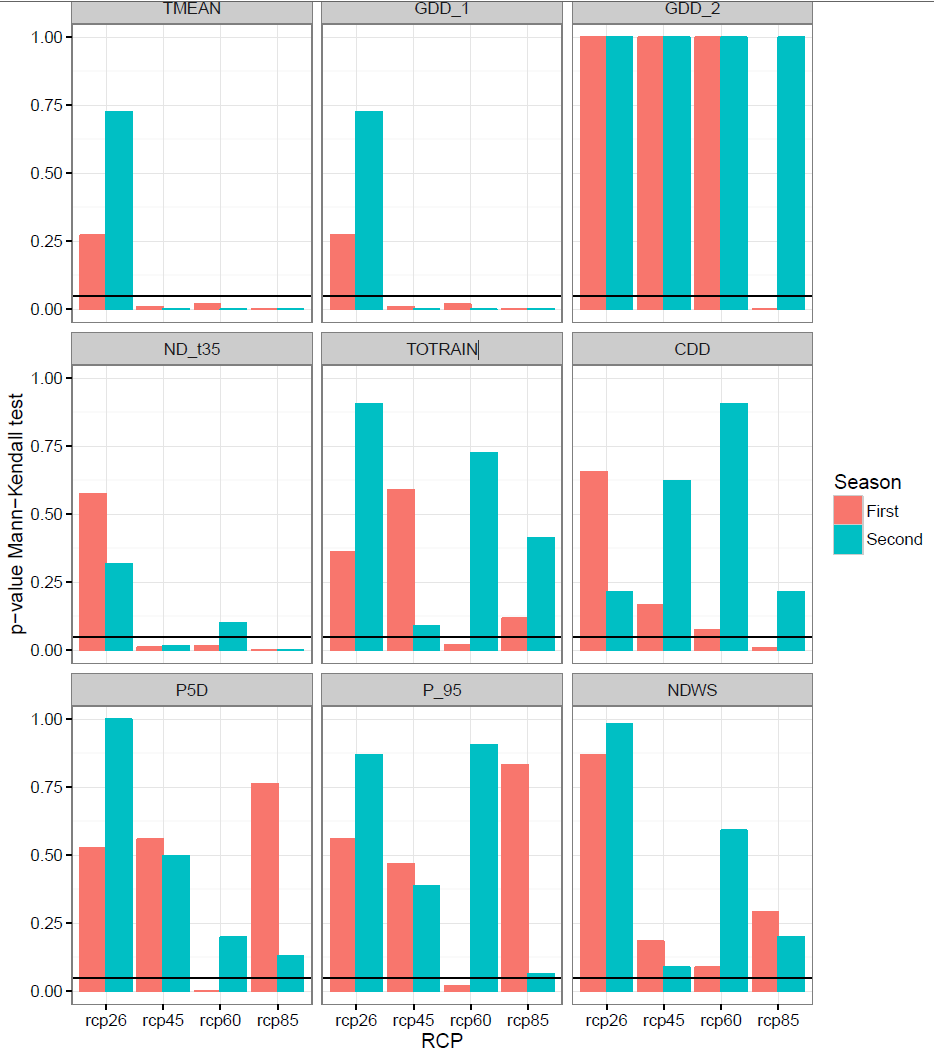 TMEAN GDD_1 GDD_2
1.00
0.75
0.50
0.25
0.00
ND_t35 TOTRAIN CDD
1.00
0.75
0.50
0.25
0.00
P5D P_95 NDWS
1.00
0.75
0.50
0.25
0.00
rcp26 rcp45 rcp60 rcp85 rcp26 rcp45 rcp60 rcp85 rcp26 rcp45 rcp60 rcp85
RCP
p−value Mann−Kendall test
Season
First
Second